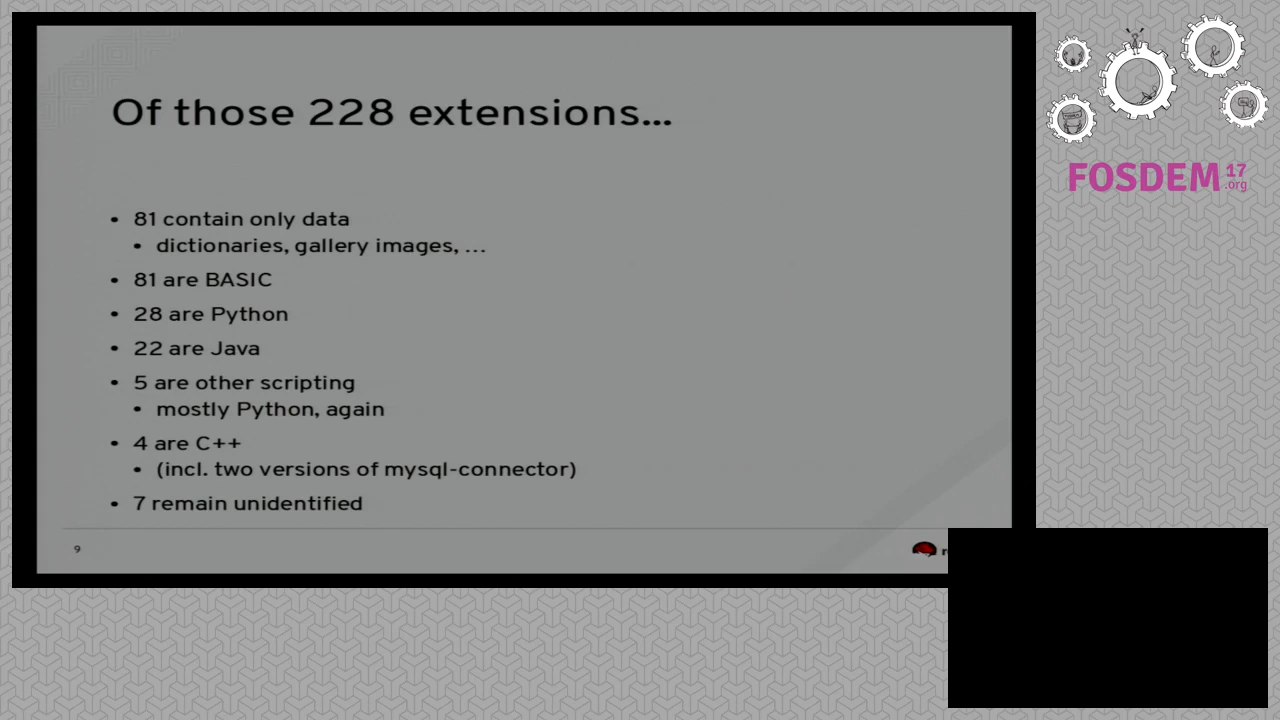 Of those 228 extensions...
• 81 contain only data
• dictionaries, gallery images, ...
• 81 are BASIC
• 28 are Python
• 22 are Java
• 5 are other scripting
• mostly Python, again
• 4 are C++
• (incl. two versions of mysql-connector)
• 7 remain unidentified
9
FOSDEM 17
.org